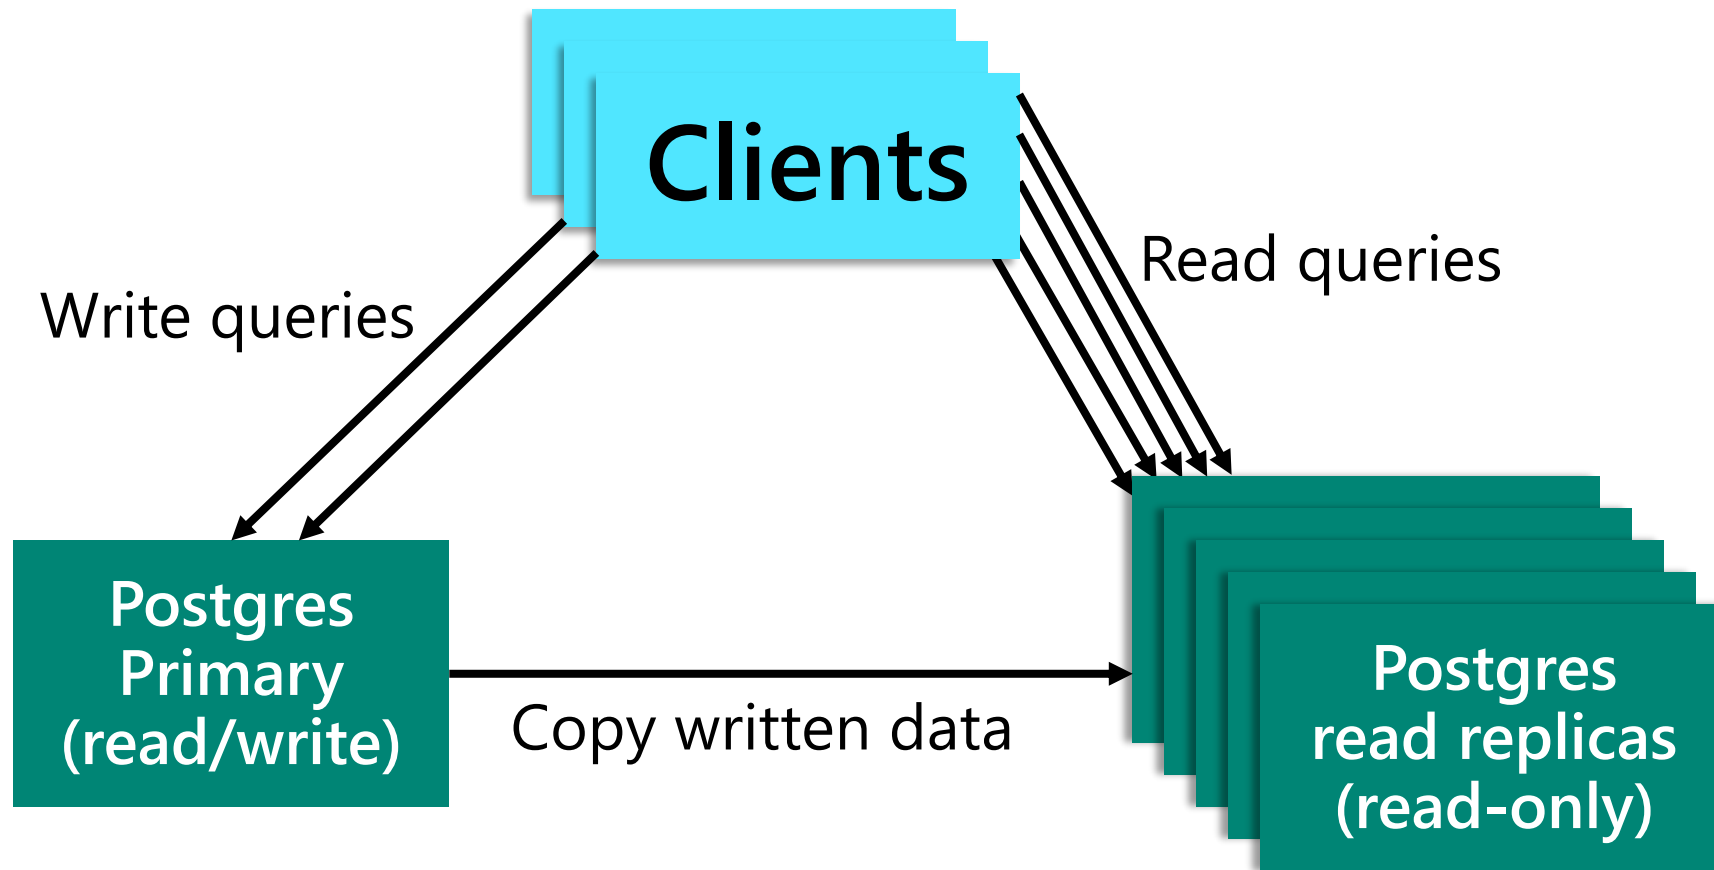 Clients
Read queries
Write queries
Postgres
Primary
(read/write)
Copy written data
Postgres
read replicas
(read-only)